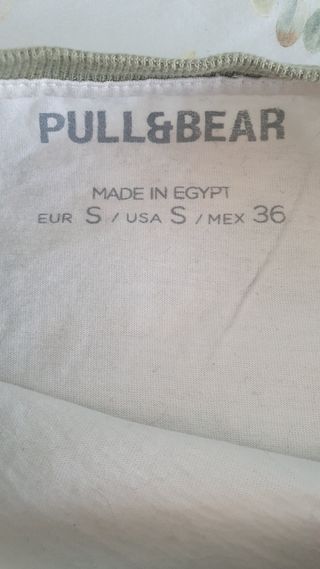 PULL&BEAR
MADE IN EGYPT
EUR S / USA S / MEX 36